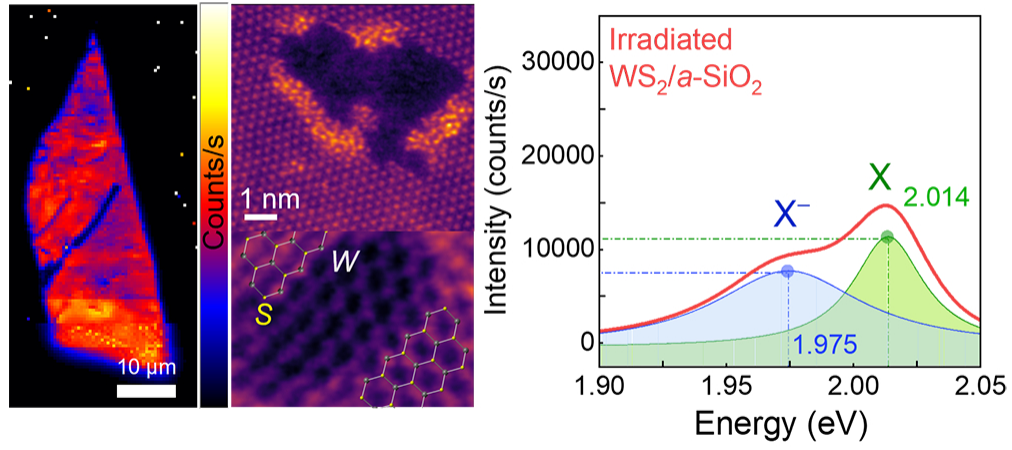 10 μm
Counts/s
1 nm
W
S
Intensity (counts/s)
30000
20000
10000
0
Irradiated
WS₂/a-SiO₂
X
2.014
X⁻
1.975
1.90 1.95 2.00 2.05
Energy (eV)